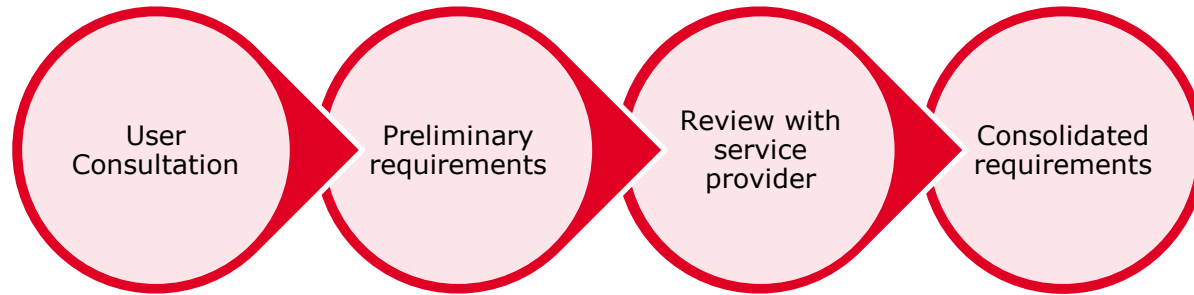 User
Consultation
Preliminary
requirements
Review with
service
provider
Consolidated
requirements